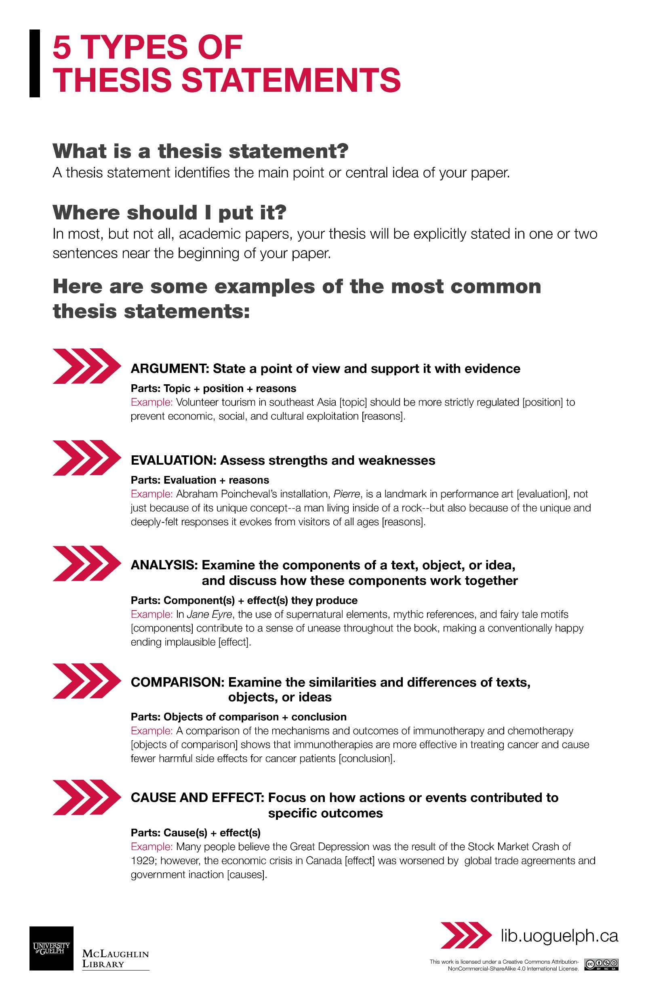 5 TYPES OF
THESIS STATEMENTS
What is a thesis statement?
A thesis statement identifies the main point or central idea of your paper.
Where should I put it?
In most, but not all, academic papers, your thesis will be explicitly stated in one or two
sentences near the beginning of your paper.
Here are some examples of the most common
thesis statements:
ARGUMENT: State a point of view and support it with evidence
Parts: Topic + position + reasons
Example: Volunteer tourism in southeast Asia [topic] should be more strictly regulated [position] to
prevent economic, social, and cultural exploitation [reasons].
EVALUATION: Assess strengths and weaknesses
Parts: Evaluation + reasons
Example: Abraham Poincheval’s installation, Pierre, is a landmark in performance art [evaluation], not
just because of its unique concept--a man living inside of a rock--but also because of the unique and
deeply-felt responses it evokes from visitors of all ages [reasons].
ANALYSIS: Examine the components of a text, object, or idea,
and discuss how these components work together
Parts: Component(s) + effect(s) they produce
Example: In Jane Eyre, the use of supernatural elements, mythic references, and fairy tale motifs
[components] contribute to a sense of unease throughout the book, making a conventionally happy
ending implausible [effect].
COMPARISON: Examine the similarities and differences of texts,
objects, or ideas
Parts: Objects of comparison + conclusion
Example: A comparison of the mechanisms and outcomes of immunotherapy and chemotherapy
[objects of comparison] shows that immunotherapies are more effective in treating cancer and cause
fewer harmful side effects for cancer patients [conclusion].
CAUSE AND EFFECT: Focus on how actions or events contributed to
specific outcomes
Parts: Cause(s) + effect(s)
Example: Many people believe the Great Depression was the result of the Stock Market Crash of
1929; however, the economic crisis in Canada [effect] was worsened by  global trade agreements and
government inaction [causes].
UNIVERSITY
of GUELPH
MCLAUGHLIN
LIBRARY
lib.uoguelph.ca
This work is licensed under a Creative Commons Attribution-
NonCommercial-ShareAlike 4.0 International License.
cc
BY NC SA